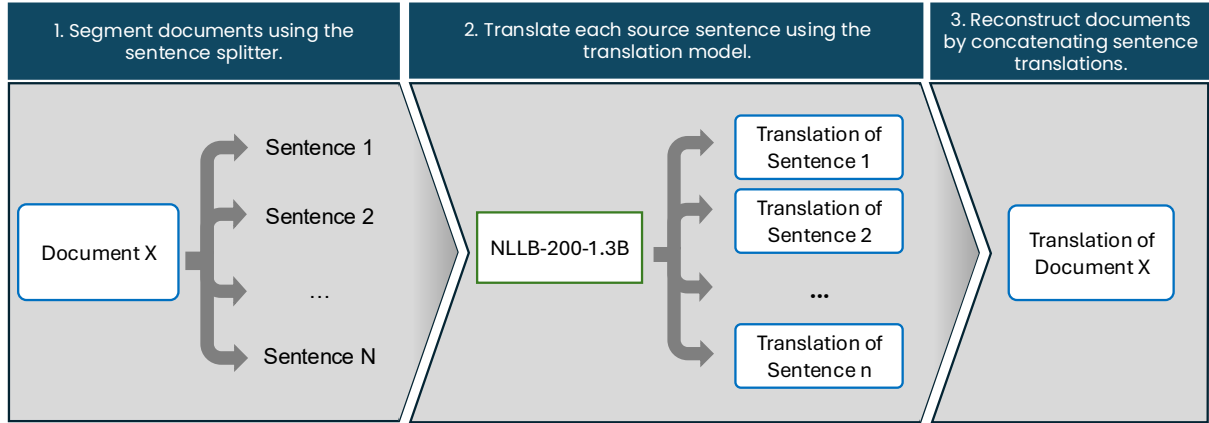 1. Segment documents using the
sentence splitter.
2. Translate each source sentence using the
translation model.
3. Reconstruct documents
by concatenating sentence
translations.
Document X
Sentence 1
Sentence 2
...
Sentence N
NLLB-200-1.3B
Translation of
Sentence 1
Translation of
Sentence 2
...
Translation of
Sentence n
Translation of
Document X